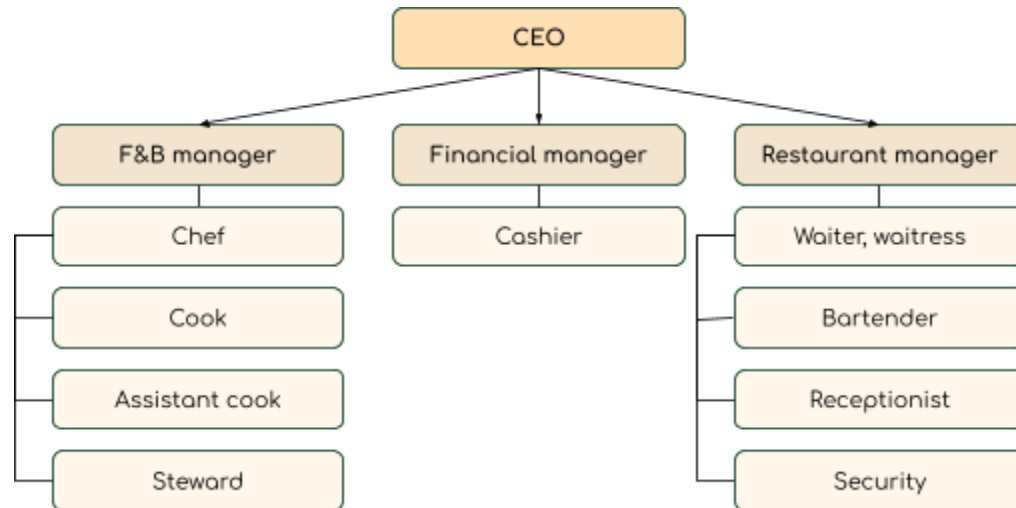 CEO
F&B manager
Financial manager
Restaurant manager
Chef
Cashier
Waiter, waitress
Cook
Bartender
Assistant cook
Receptionist
Steward
Security